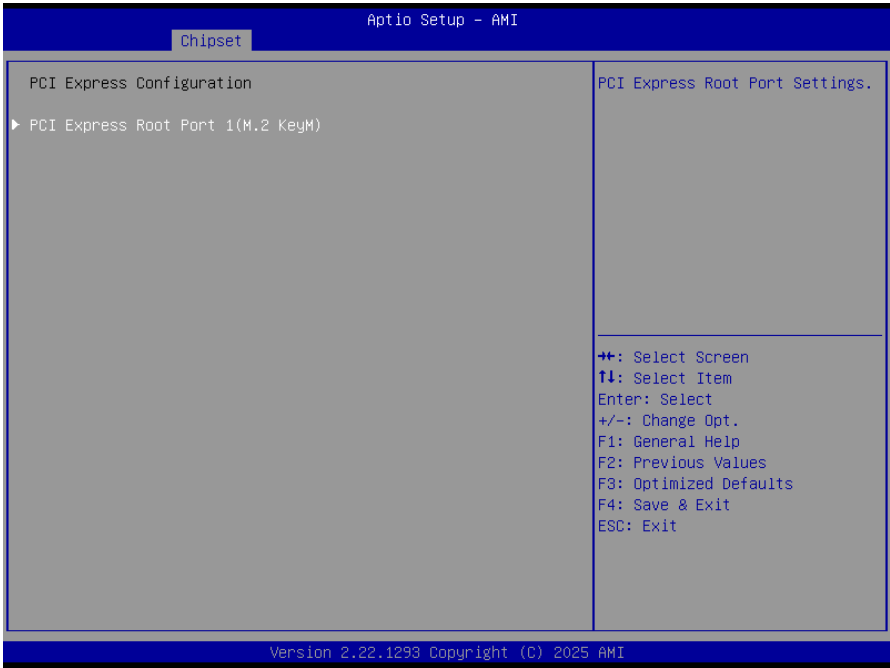 Aptio Setup - AMI
Chipset
PCI Express Configuration
PCI Express Root Port 1(M.2 KeyM)
PCI Express Root Port Settings.
→←: Select Screen
↑↓: Select Item
Enter: Select
+/-: Change Opt.
F1: General Help
F2: Previous Values
F3: Optimized Defaults
F4: Save & Exit
ESC: Exit
Version 2.22.1293 Copyright (C) 2025 AMI